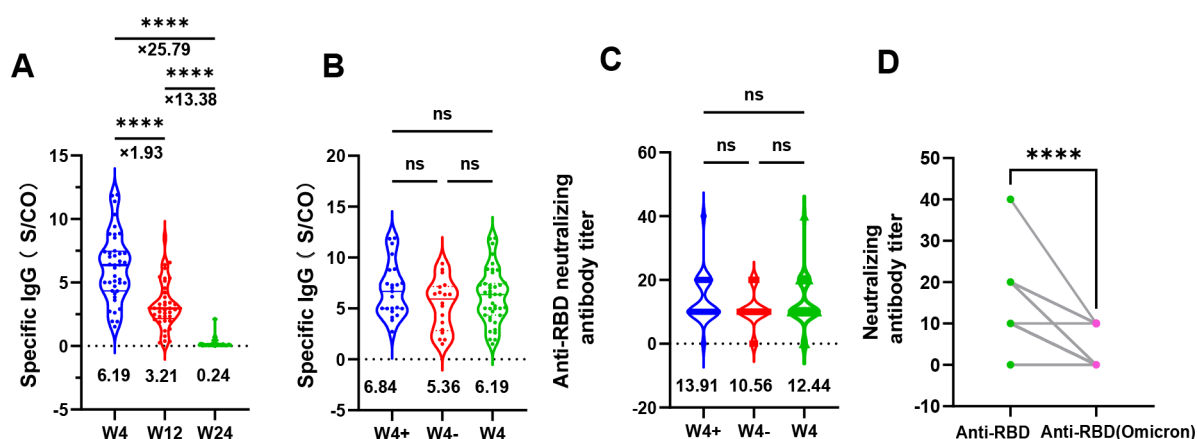 A
****
×25.79
****
×13.38
****
×1.93
Specific IgG ( S/CO)
15
10
5
0
-5
6.19
3.21
0.24
W4
W12
W24
B
ns
ns
ns
Specific IgG ( S/CO)
20
15
10
5
0
-5
6.84
5.36
6.19
W4+
W4-
W4
C
ns
ns
ns
Anti-RBD neutralizing
antibody titer
60
40
20
0
-20
13.91
10.56
12.44
W4+
W4-
W4
D
****
Neutralizing
antibody titer
50
40
30
20
10
0
-10
Anti-RBD
Anti-RBD(Omicron)